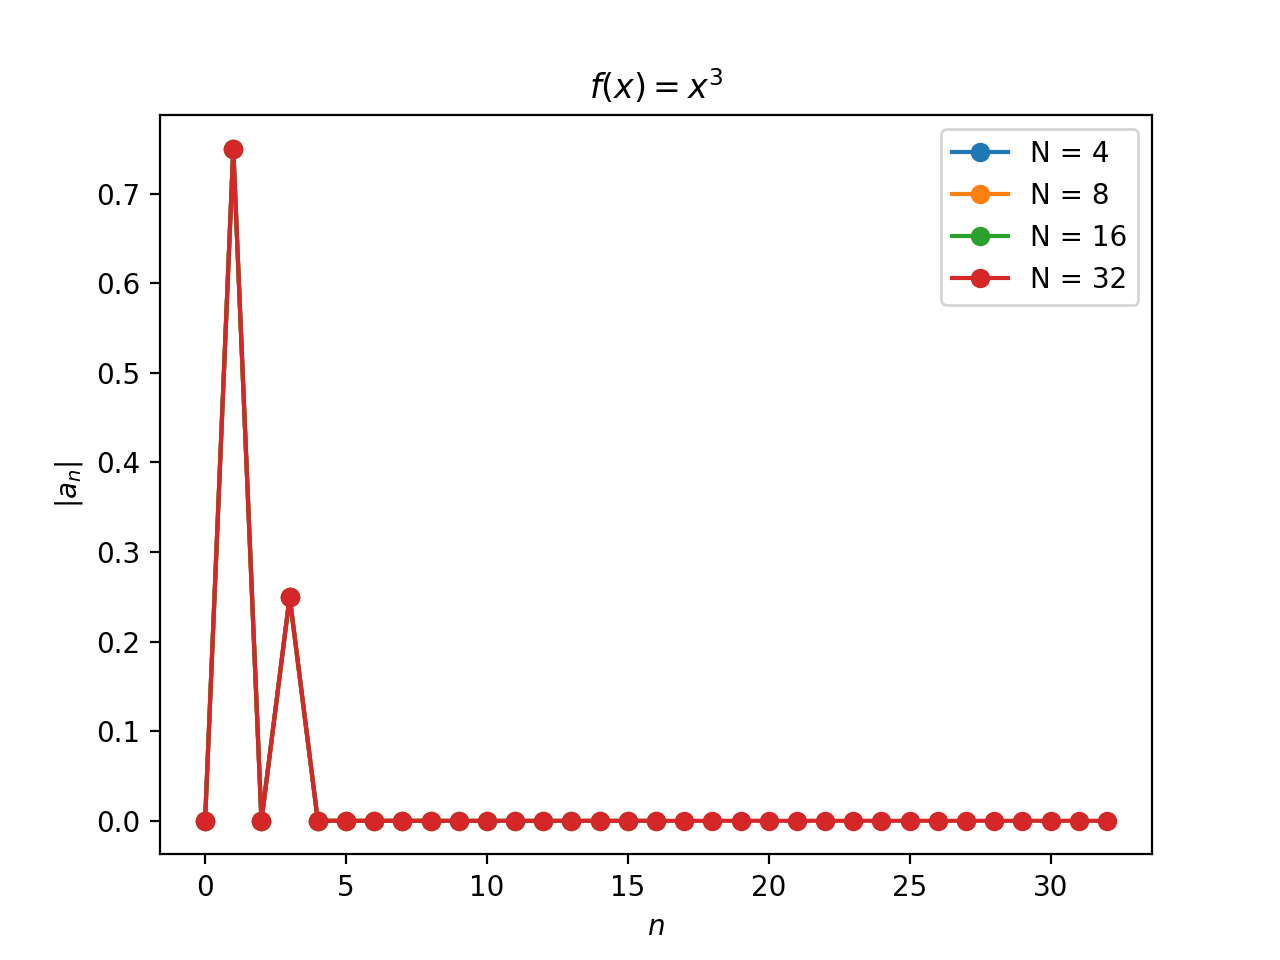 f(x) = x³
N = 4
N = 8
N = 16
N = 32
0.7
0.6
0.5
0.4
0.3
0.2
0.1
0.0
|aₙ|
0 5 10 15 20 25 30
n